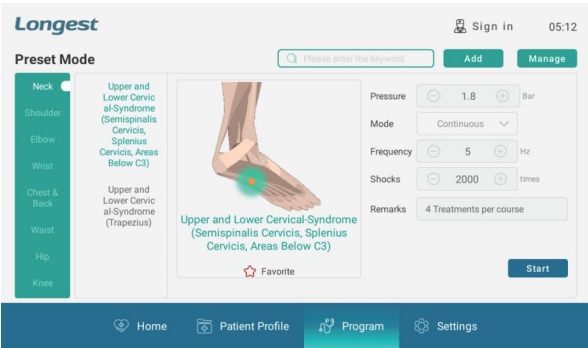 Longest
Sign in
05:12
Preset Mode
Please enter the keyword
Add
Manage
Neck
Shoulder
Elbow
Wrist
Chest &
Back
Waist
Hip
Knee
Upper and
Lower Cervic
al-Syndrome
(Semispinalis
Cervicis,
Splenius
Cervicis, Areas
Below C3)
Upper and
Lower Cervic
al-Syndrome
(Trapezius)
Upper and Lower Cervical-Syndrome
(Semispinalis Cervicis, Splenius
Cervicis, Areas Below C3)
Favorite
Pressure 1.8 Bar
Mode Continuous
Frequency 5 Hz
Shocks 2000 times
Remarks 4 Treatments per course
Start
Home
Patient Profile
Program
Settings